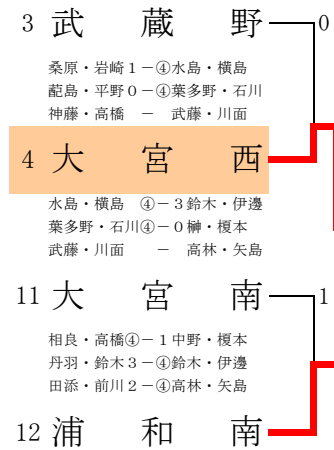 3 武蔵野 0
桑原・岩崎１－④水島・横島
蓜島・平野０－④葉多野・石川
神藤・高橋　－　武藤・川面
4 大宮西
水島・横島　④－３鈴木・伊邊
葉多野・石川④－０榊・榎本
武藤・川面　－　高林・矢島
11 大宮南 1
相良・高橋④－１中野・榎本
丹羽・鈴木３－④鈴木・伊邊
田添・前川２－④高林・矢島
12 浦和南